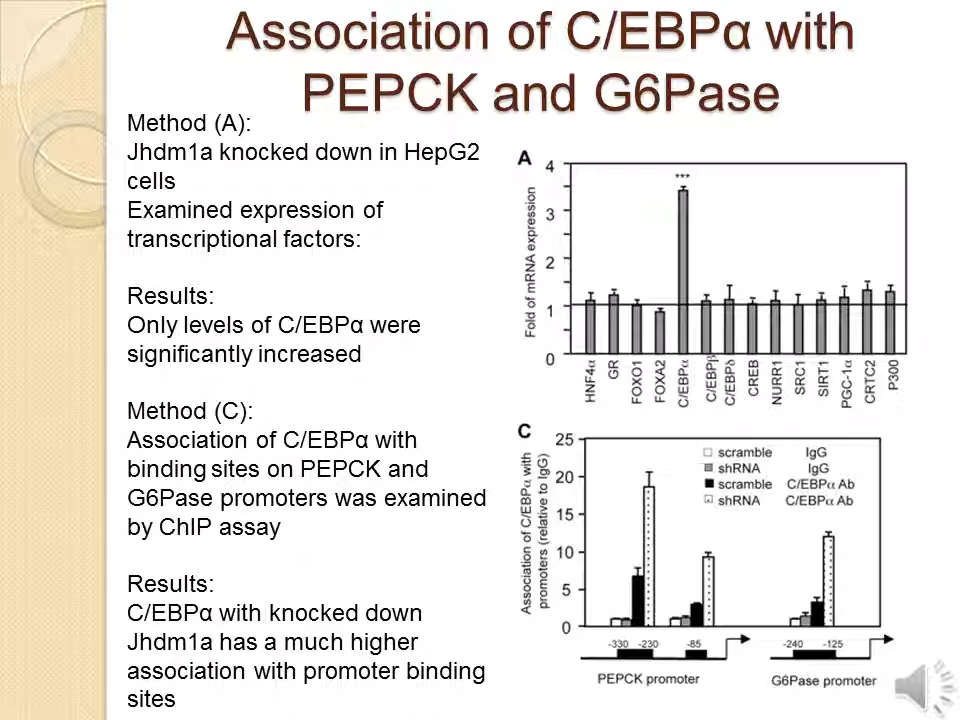 Association of C/EBPα with
PEPCK and G6Pase
Method (A):
Jhdm1a knocked down in HepG2
cells
Examined expression of
transcriptional factors:
Results:
Only levels of C/EBPα were
significantly increased
Method (C):
Association of C/EBPα with
binding sites on PEPCK and
G6Pase promoters was examined
by ChIP assay
Results:
C/EBPα with knocked down
Jhdm1a has a much higher
association with promoter binding
sites
A
Fold of mRNA expression
4
3
2
1
0
***
HNF4α
GR
FOXO1
FOXA2
C/EBPα
C/EBPβ
C/EBPδ
CREB
NURR1
SRC1
SIRT1
PGC-1α
CRTC2
P300
C
Association of C/EBPα with
promoters (relative to IgG)
25
20
15
10
5
0
scramble IgG
shRNA IgG
scramble C/EBPα Ab
shRNA C/EBPα Ab
-330 -230 -85
-240 -125
PEPCK promoter
G6Pase promoter